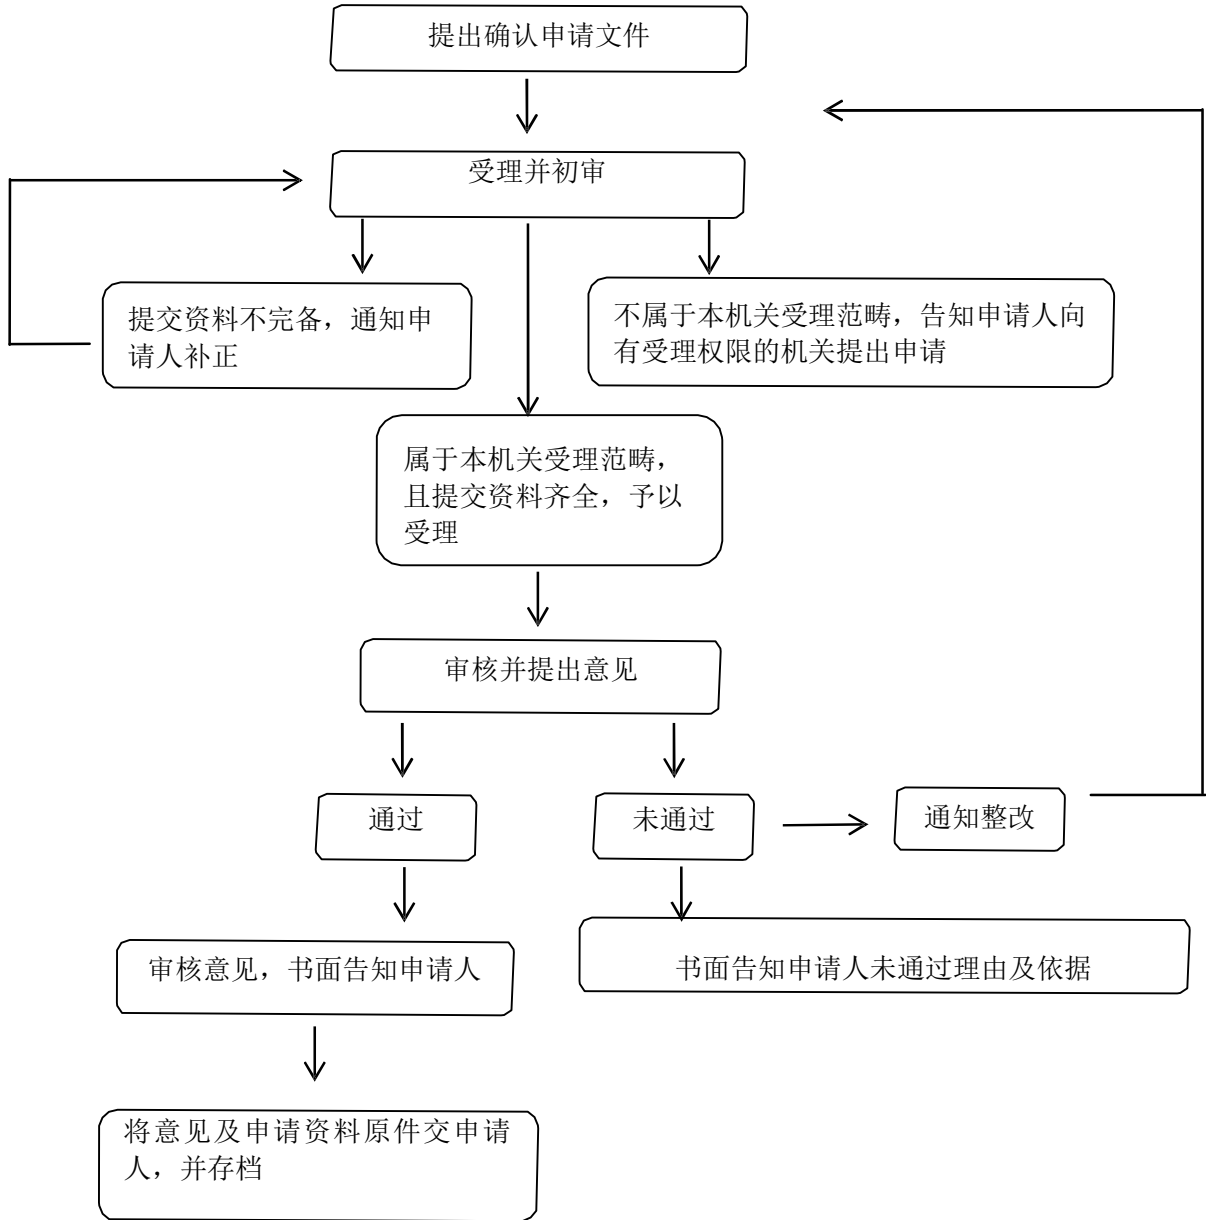 提出确认申请文件
受理并初审
提交资料不完备，通知申
请人补正
不属于本机关受理范畴，告知申请人向
有受理权限的机关提出申请
属于本机关受理范畴，
且提交资料齐全，予以
受理
审核并提出意见
通过
未通过
通知整改
审核意见，书面告知申请人
书面告知申请人未通过理由及依据
将意见及申请资料原件交申请
人，并存档